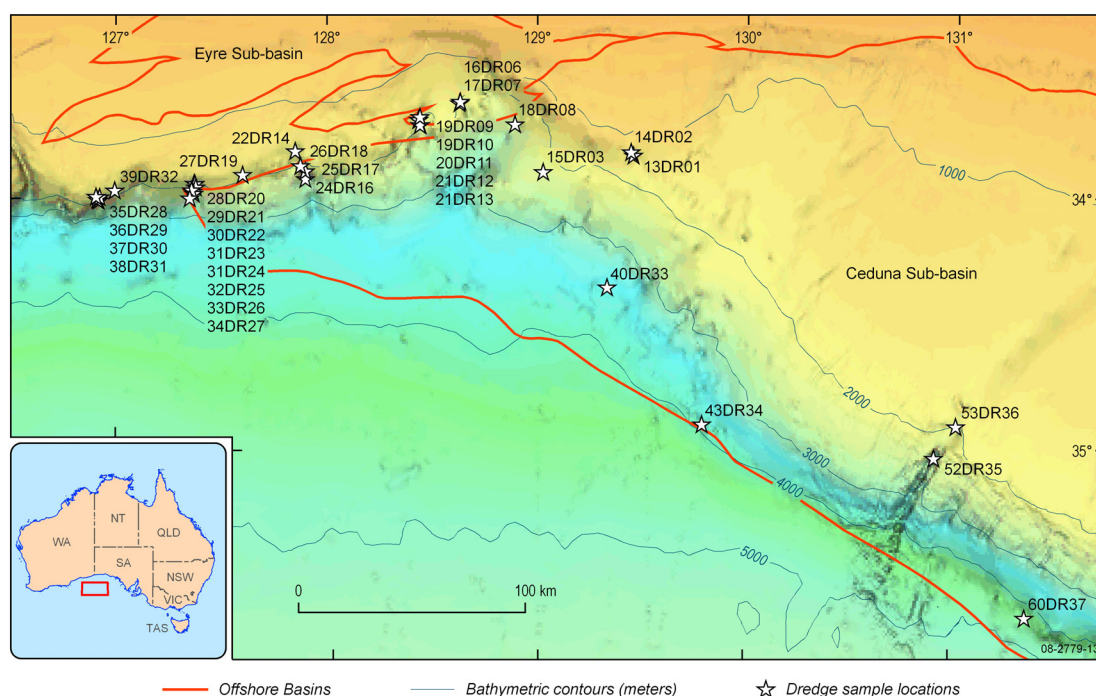 127°
128°
129°
130°
131°
Eyre Sub-basin
16DR06
17DR07
18DR08
19DR09
19DR10
20DR11
21DR12
21DR13
14DR02
13DR01
15DR03
22DR14
26DR18
25DR17
24DR16
27DR19
39DR32
1000
34°
28DR20
29DR21
30DR22
31DR23
31DR24
32DR25
33DR26
34DR27
35DR28
36DR29
37DR30
38DR31
Ceduna Sub-basin
40DR33
2000
43DR34
53DR36
35°
3000
52DR35
4000
5000
WA
NT
QLD
SA
NSW
VIC
TAS
0
100 km
60DR37
08-2779-13
Offshore Basins
Bathymetric contours (meters)
Dredge sample locations